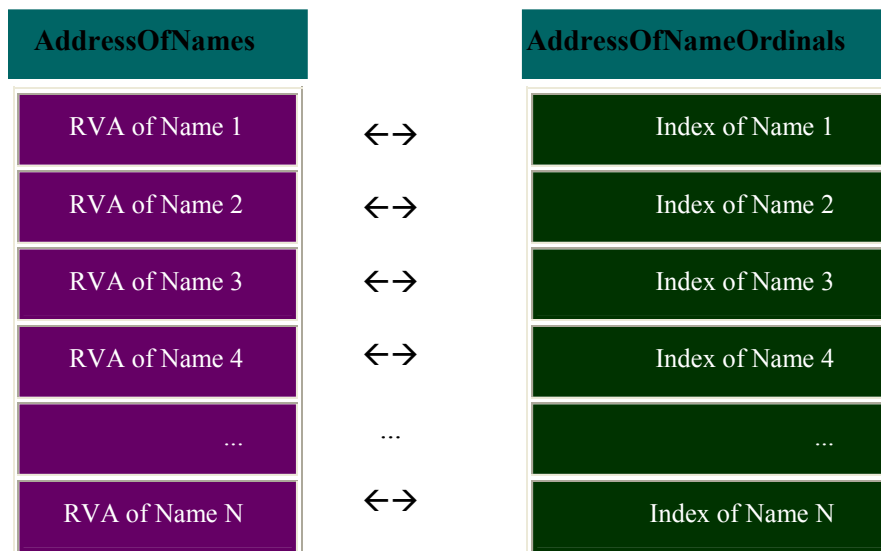 AddressOfNames AddressOfNameOrdinals
RVA of Name 1 ←→ Index of Name 1
RVA of Name 2 ←→ Index of Name 2
RVA of Name 3 ←→ Index of Name 3
RVA of Name 4 ←→ Index of Name 4
... ... ...
RVA of Name N ←→ Index of Name N